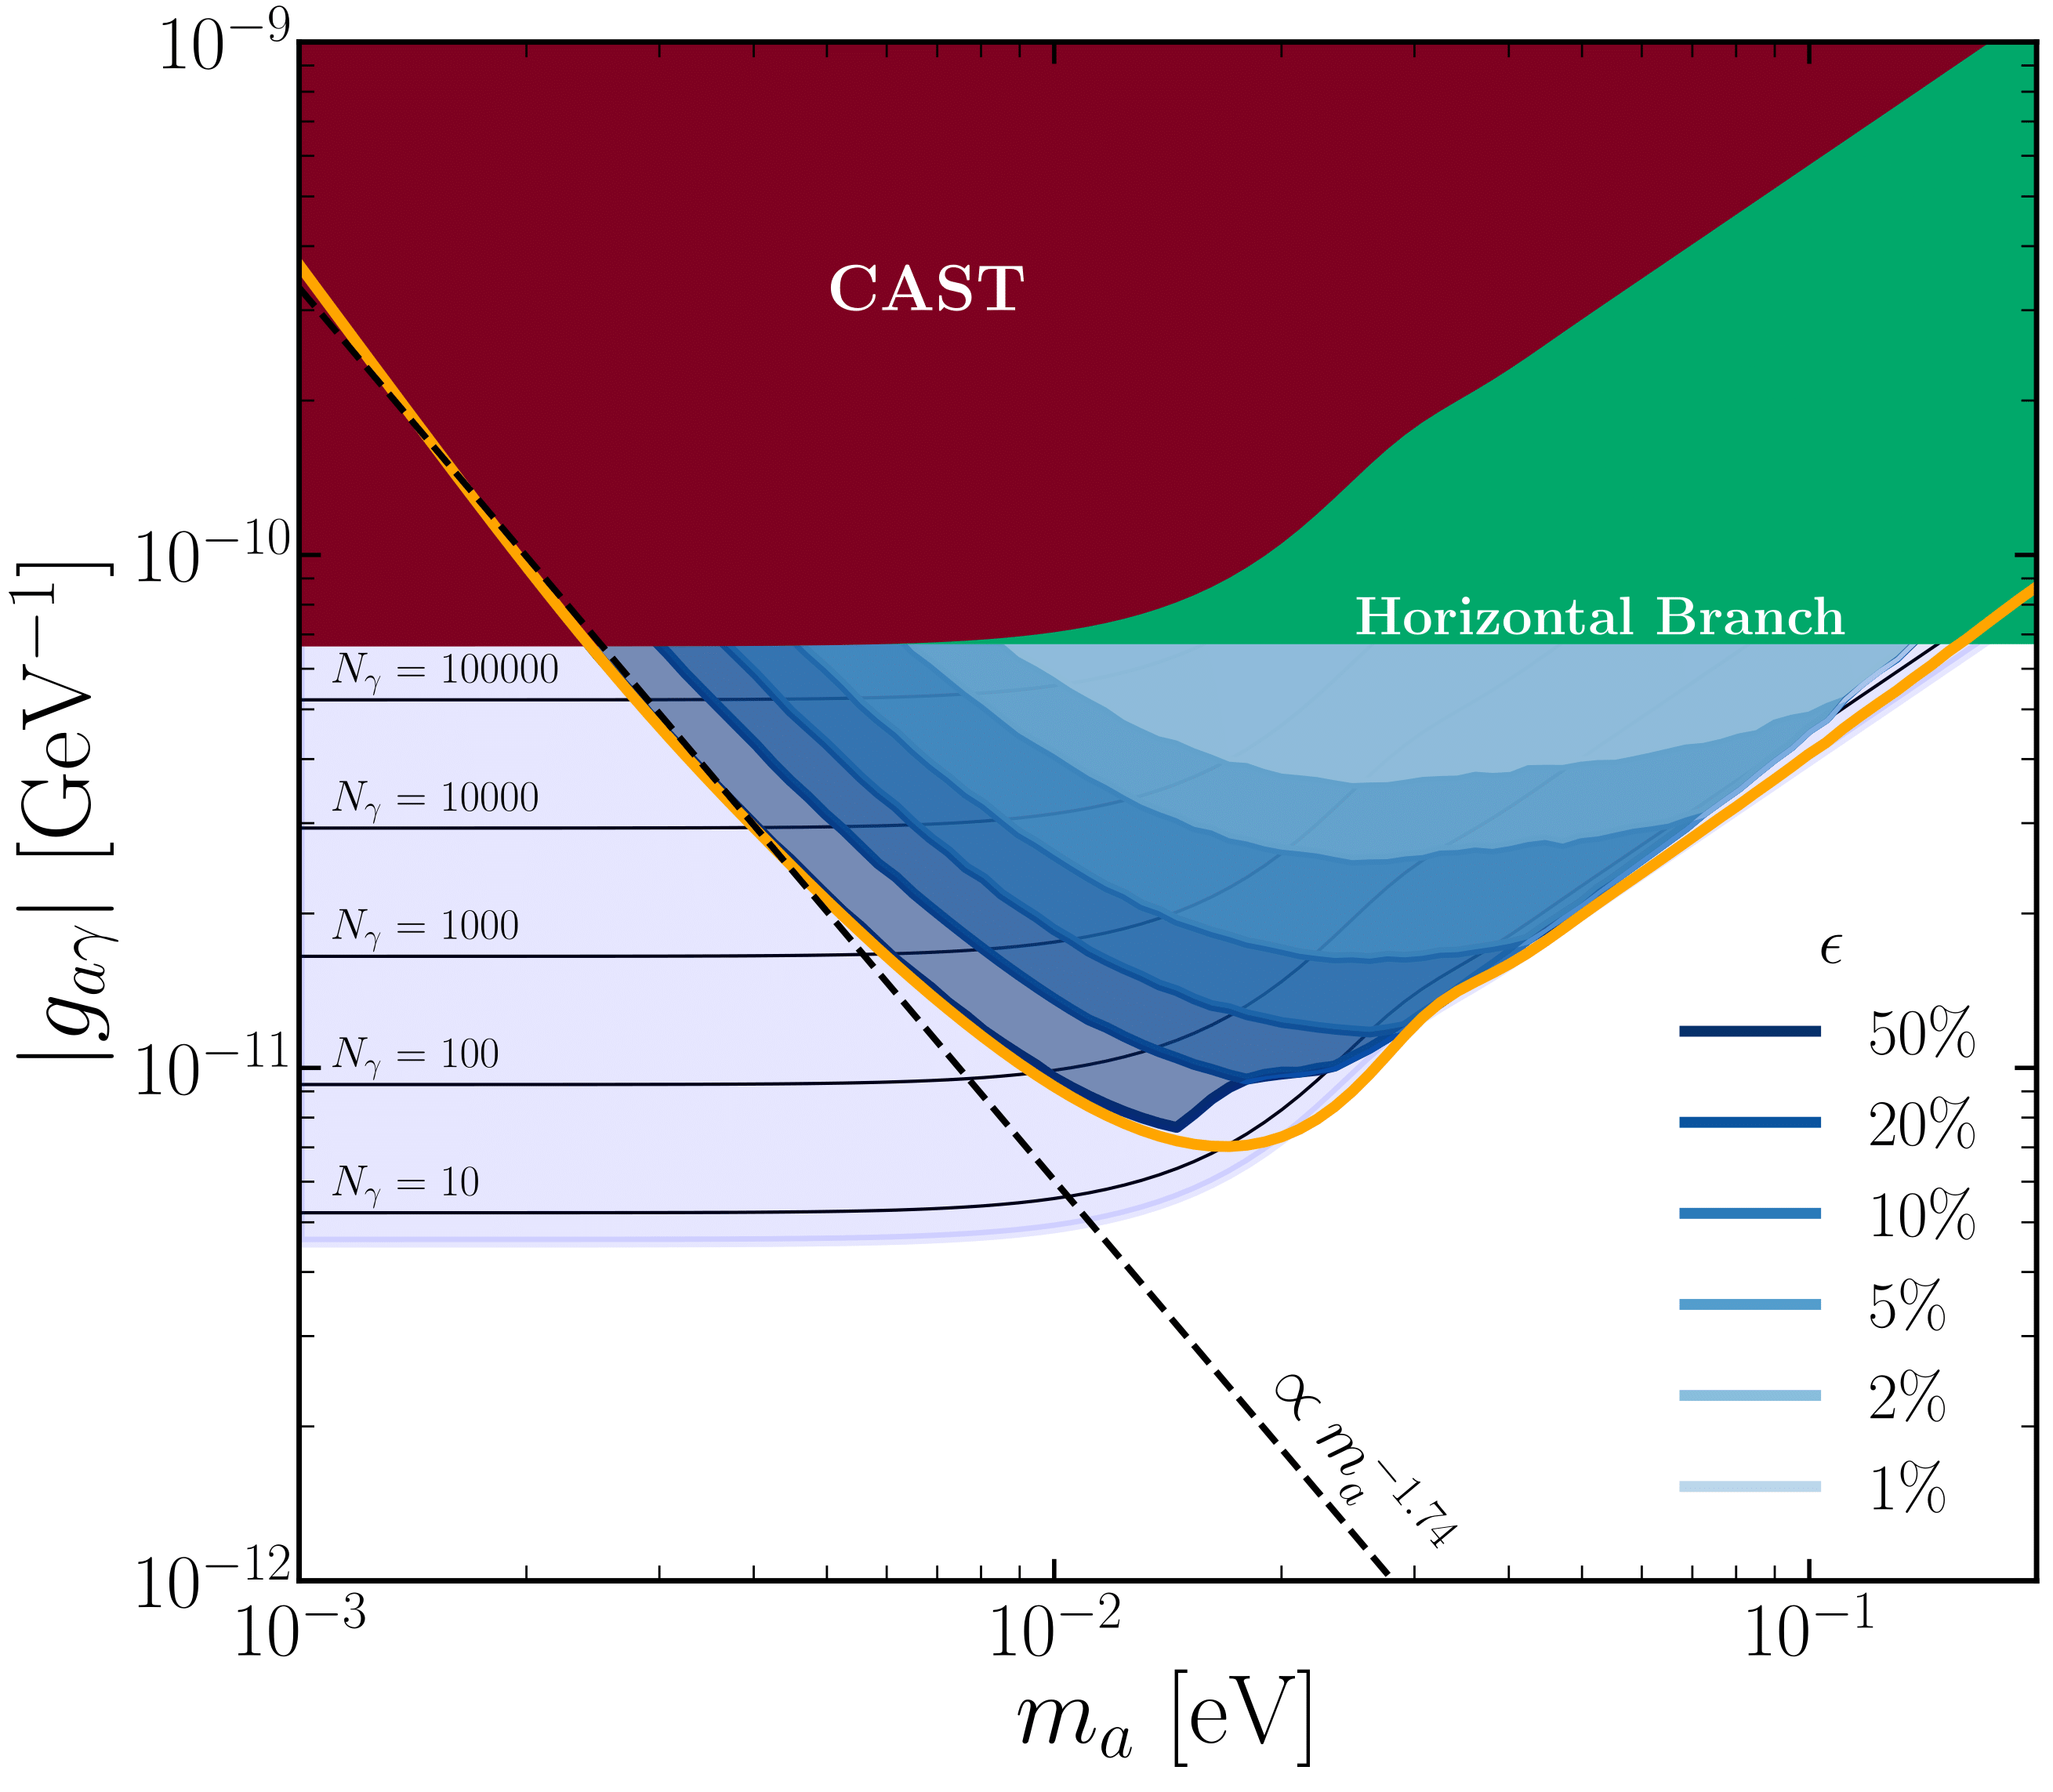 10⁻⁹
10⁻¹⁰
10⁻¹¹
10⁻¹²
|g_{aγ}| [GeV⁻¹]
CAST
Horizontal Branch
N_γ = 100000
N_γ = 10000
N_γ = 1000
N_γ = 100
N_γ = 10
∝ m_a^{−1.74}
ϵ
50%
20%
10%
5%
2%
1%
10⁻³
10⁻²
10⁻¹
m_a [eV]